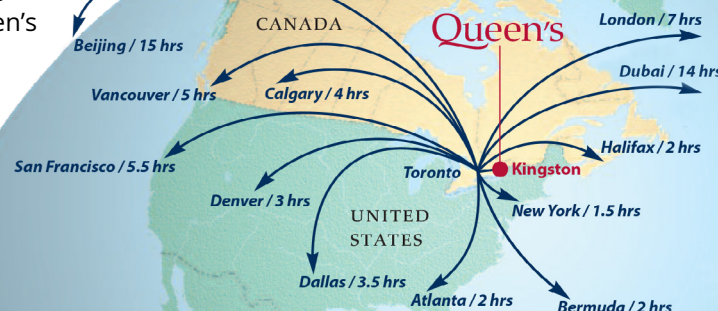 en's
CANADA
Queen's
London / 7 hrs
Beijing / 15 hrs
Dubai / 14 hrs
Vancouver / 5 hrs
Calgary / 4 hrs
Halifax / 2 hrs
San Francisco / 5.5 hrs
Toronto
Kingston
Denver / 3 hrs
New York / 1.5 hrs
UNITED
STATES
Dallas / 3.5 hrs
Atlanta / 2 hrs
Bermuda / 2 hrs